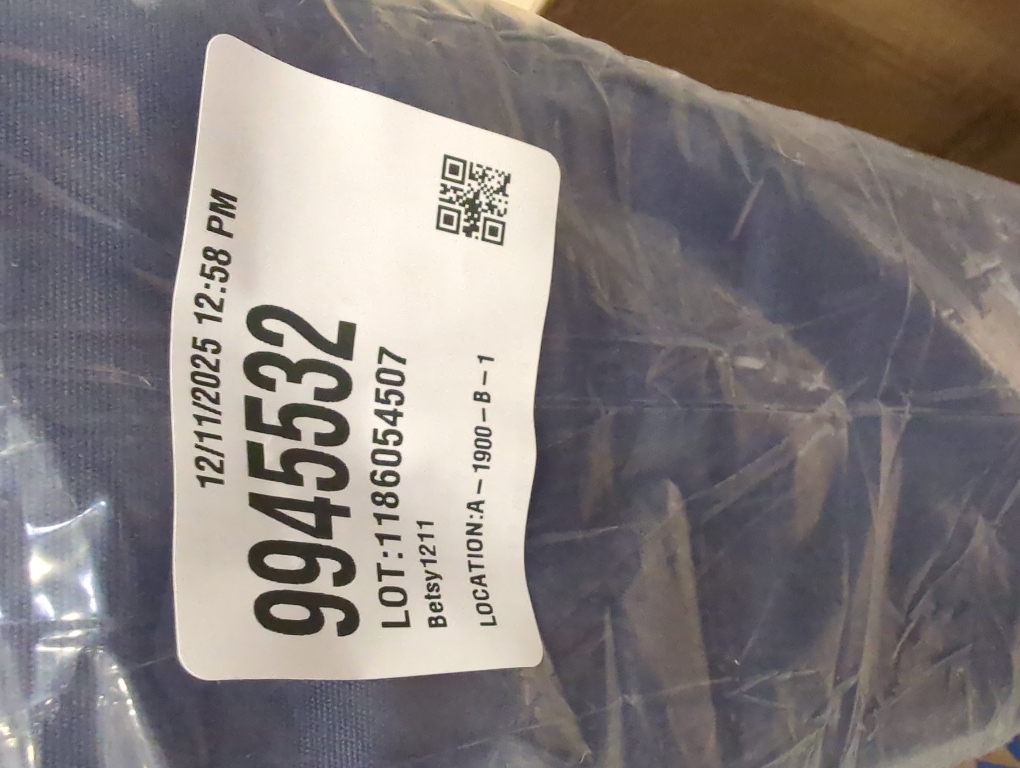 12/11/2025 12:58 PM
9945532
LOT:1186054507
Betsy1211
LOCATION:A-1900-B-1